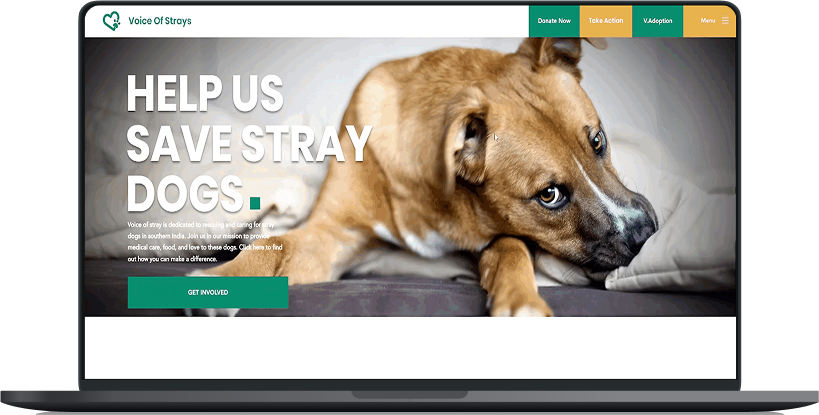 Voice Of Strays
Donate Now
Take Action
V.Adoption
Menu
HELP US
SAVE STRAY
DOGS.
Voice of stray is dedicated to rescuing and caring for stray
dogs in southern India. Join us in our mission to provide
medical care, food, and love to these dogs. Click here to find
out how you can make a difference.
GET INVOLVED